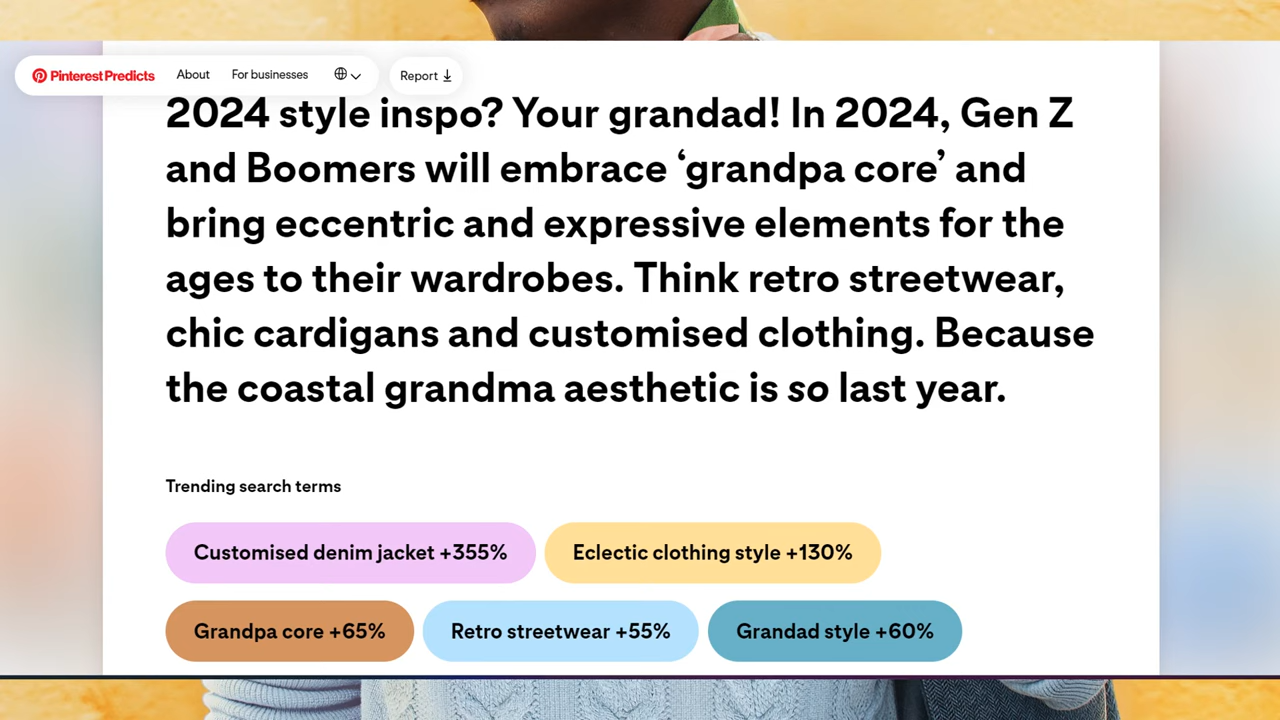 Pinterest Predicts About For businesses Report
2024 style inspo? Your grandad! In 2024, Gen Z
and Boomers will embrace ‘grandpa core’ and
bring eccentric and expressive elements for the
ages to their wardrobes. Think retro streetwear,
chic cardigans and customised clothing. Because
the coastal grandma aesthetic is so last year.
Trending search terms
Customised denim jacket +355% Eclectic clothing style +130%
Grandpa core +65% Retro streetwear +55% Grandad style +60%